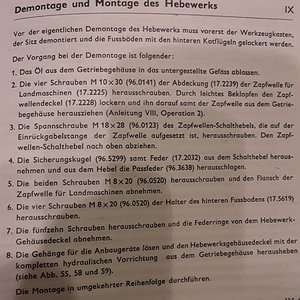 Demontage und Montage des Hebewerks IX
Vor der eigentlichen Demontage des Hebewerks muss vorerst der Werkzeugkasten,
der Sitz demontiert und die Fussböden mit den hinteren Kotflügeln gelockert werden.
Der Vorgang bei der Demontage ist folgender:
1. Das Öl aus dem Getriebegehäuse in das untergestellte Gefäss ablassen.
2. Die vier Schrauben M 10×30 (96.0141) der Abdeckung (17.2239) der Zapfwelle für
Landmaschinen (17.2225) herausschrauben. Durch leichtes Beklopfen den Zapf-
wellendeckel (17.2228) lockern und ihn darauf samt der Zapfwelle aus dem Getrie-
begehäuse herausziehen (Anleitung VIII, Operation 2).
3. Die Spannschraube M 18×28 (96.0123) des Zapfwellen-Schalthebels, die auf der
Einrückgabelstange der Zapfwelle aufgesetzt ist, herausschrauben. Den Zapf-
wellen-Schalthebel nach oben abziehen.
4. Die Sicherungskugel (96.5299) samt Feder (17.2032) aus dem Schalthebel heraus-
nehmen und aus dem Hebel die Passfeder (96.3638) herausschlagen.
5. Die beiden Schrauben M 8×20 (96.0520) herausschrauben und den Flansch der
Zapfwelle für Landmaschinen abnehmen.
6. Die vier Schrauben M 8×20 (96.0520) der Halter des hinteren Fussbodens (17.5619)
herausschrauben.
7. Die fünfzehn Schrauben herausschrauben und die Federringe von dem Hebewerk-
Gehäusedeckel abnehmen.
8. Die Gehänge für die Anbaugeräte lösen und den Hebewerksgehäusedeckel mit der
kompletten hydraulischen Vorrichtung aus dem Getriebegehäuse herausheben
(siehe Abb. 55, 58 und 59).
Die Montage in umgekehrter Reihenfolge durchführen.